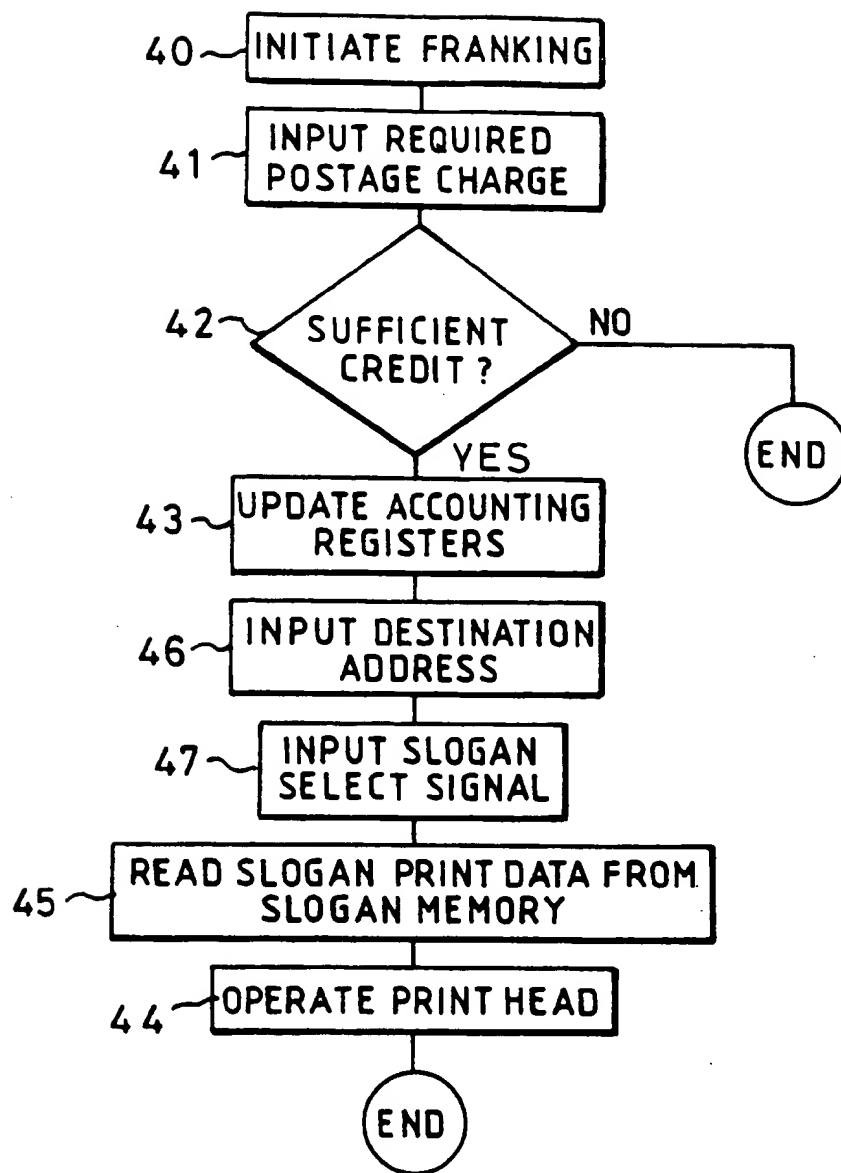 40
INITIATE FRANKING
41
INPUT REQUIRED
POSTAGE CHARGE
42
SUFFICIENT
CREDIT ?
NO
END
YES
43
UPDATE ACCOUNTING
REGISTERS
46
INPUT DESTINATION
ADDRESS
47
INPUT SLOGAN
SELECT SIGNAL
45
READ SLOGAN PRINT DATA FROM
SLOGAN MEMORY
44
OPERATE PRINT HEAD
END